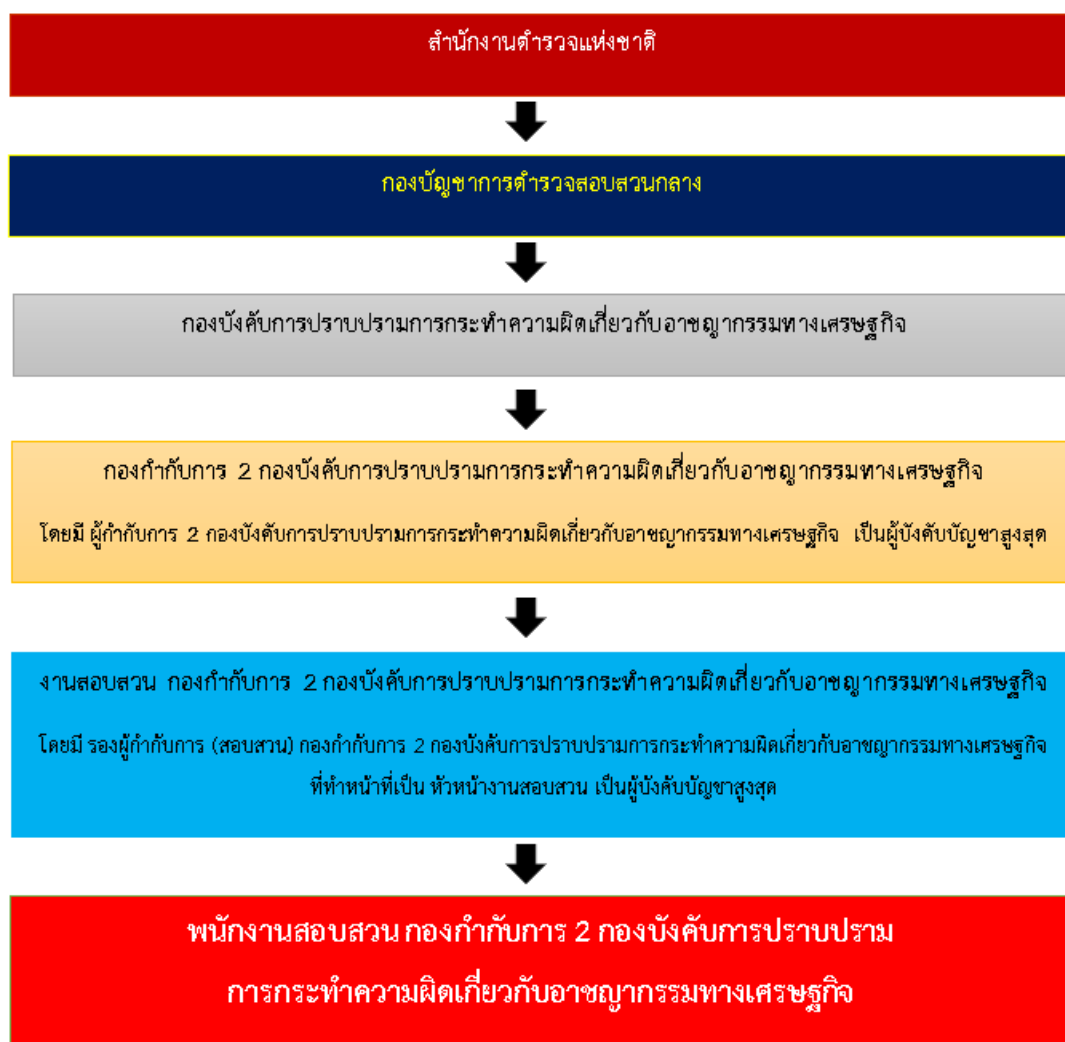 สำนักงานตำรวจแห่งชาติ
กองบัญชาการตำรวจสอบสวนกลาง
กองบังคับการปราบปรามการกระทำความผิดเกี่ยวกับอาชญากรรมทางเศรษฐกิจ
กองกำกับการ 2 กองบังคับการปราบปรามการกระทำความผิดเกี่ยวกับอาชญากรรมทางเศรษฐกิจ
โดยมี ผู้กำกับการ 2 กองบังคับการปราบปรามการกระทำความผิดเกี่ยวกับอาชญากรรมทางเศรษฐกิจ เป็นผู้บังคับบัญชาสูงสุด
งานสอบสวน กองกำกับการ 2 กองบังคับการปราบปรามการกระทำความผิดเกี่ยวกับอาชญากรรมทางเศรษฐกิจ
โดยมี รองผู้กำกับการ (สอบสวน) กองกำกับการ 2 กองบังคับการปราบปรามการกระทำความผิดเกี่ยวกับอาชญากรรมทางเศรษฐกิจ
ที่ทำหน้าที่เป็น หัวหน้างานสอบสวน เป็นผู้บังคับบัญชาสูงสุด
พนักงานสอบสวน กองกำกับการ 2 กองบังคับการปราบปราม
การกระทำความผิดเกี่ยวกับอาชญากรรมทางเศรษฐกิจ